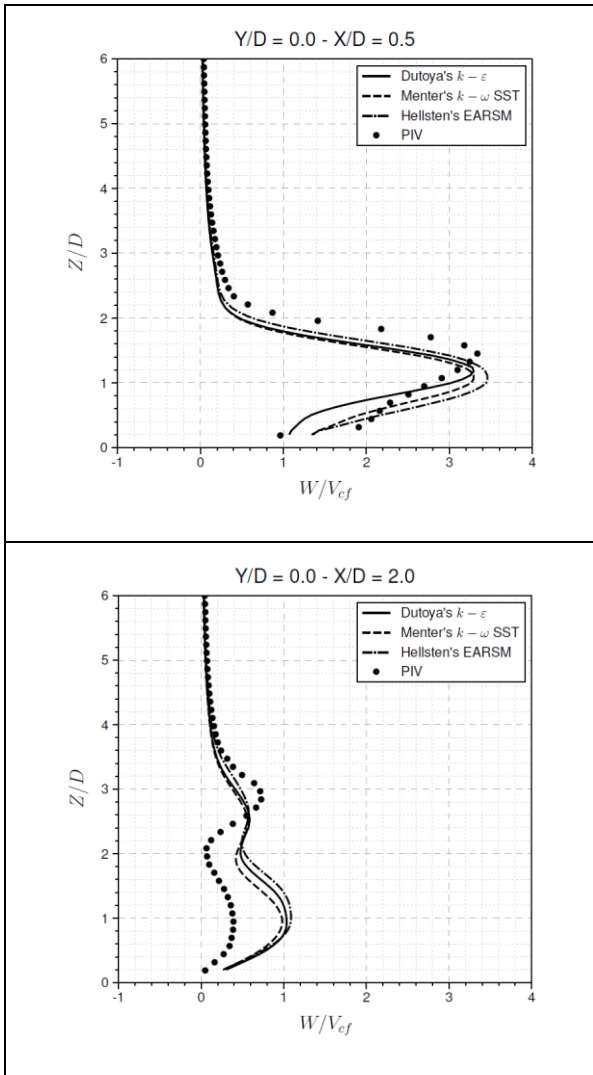 Y/D = 0.0 - X/D = 0.5
6
5
4
3
2
1
0
Z/D
Dutoya's k − ε
Menter's k − ω SST
Hellsten's EARSM
PIV
-1 0 1 2 3 4
W/V_cf
Y/D = 0.0 - X/D = 2.0
6
5
4
3
2
1
0
Z/D
Dutoya's k − ε
Menter's k − ω SST
Hellsten's EARSM
PIV
-1 0 1 2 3 4
W/V_cf